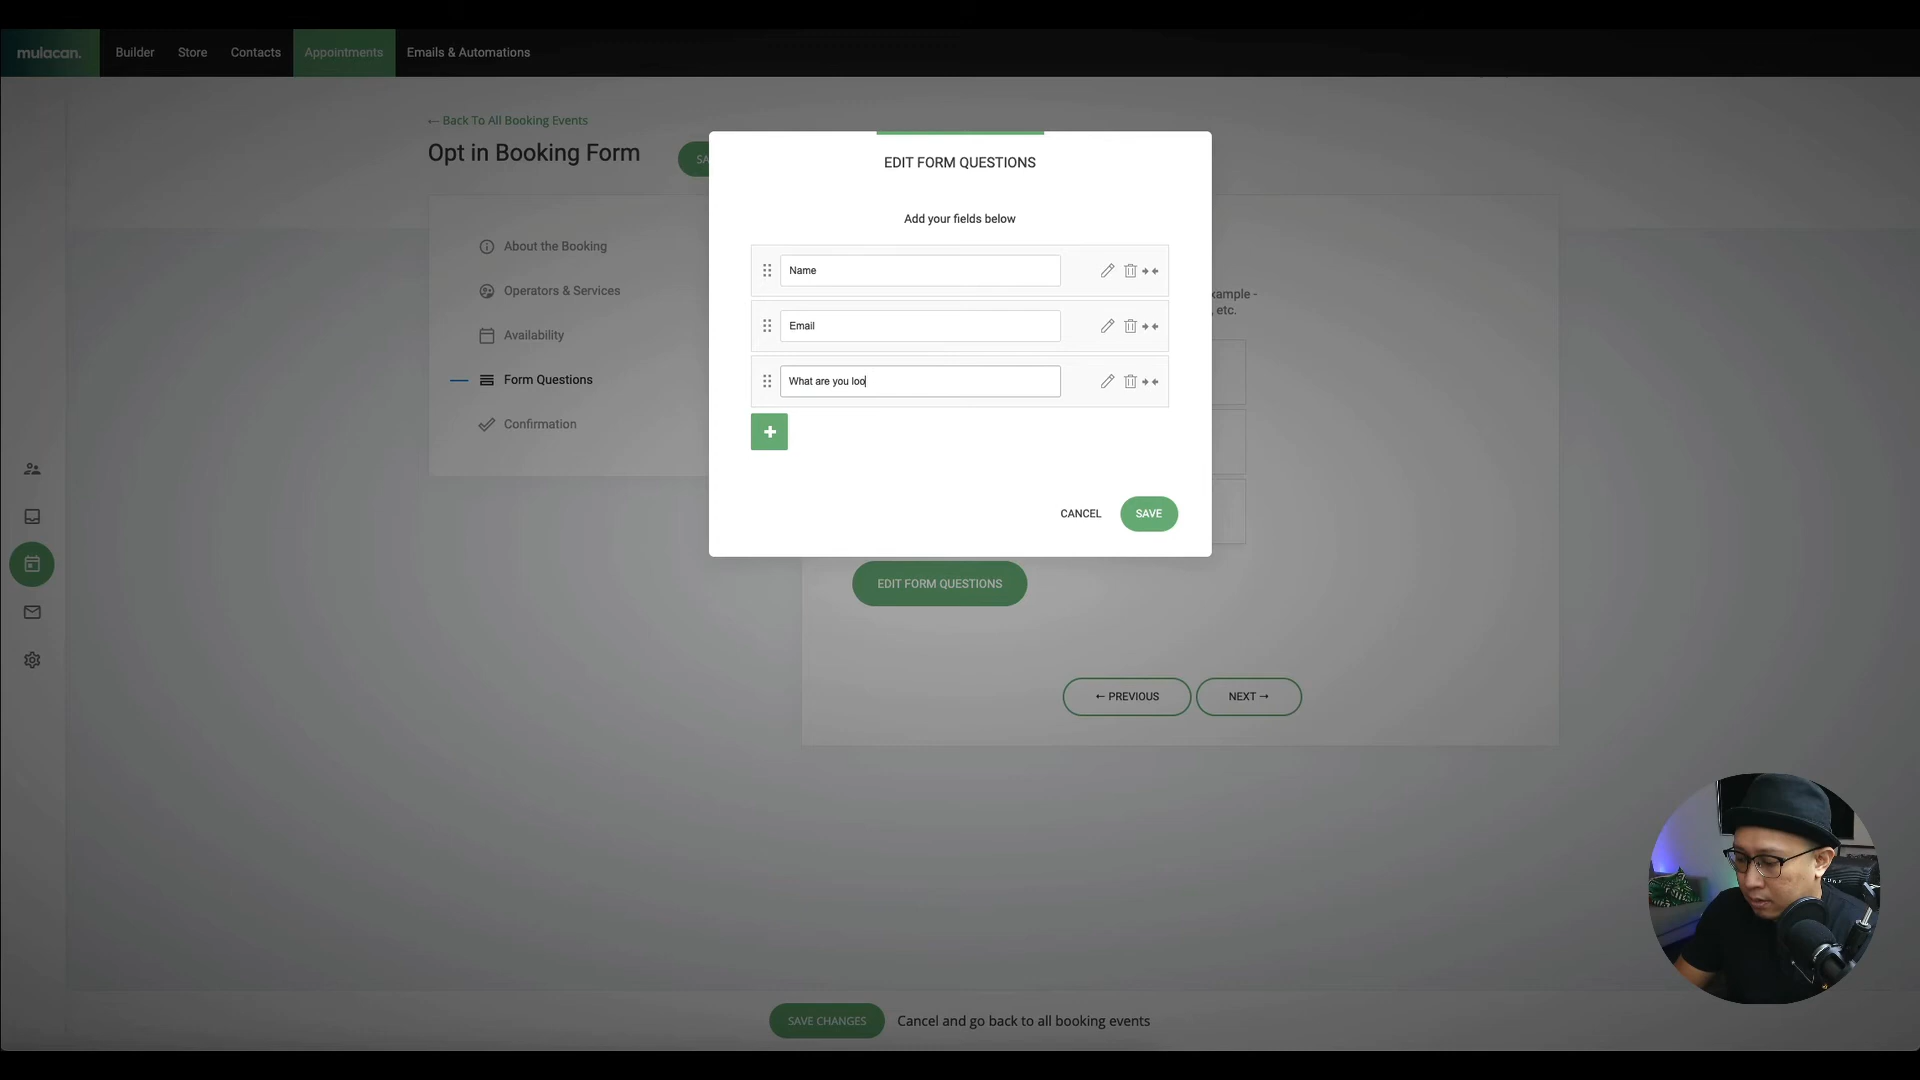 mulacan.
Builder
Store
Contacts
Appointments
Emails & Automations
← Back To All Booking Events
Opt in Booking Form
SA
About the Booking
Operators & Services
Availability
Form Questions
Confirmation
EDIT FORM QUESTIONS
Add your fields below
Name
Email
What are you loo
+
CANCEL
SAVE
xample -
, etc.
EDIT FORM QUESTIONS
← PREVIOUS
NEXT →
SAVE CHANGES
Cancel and go back to all booking events